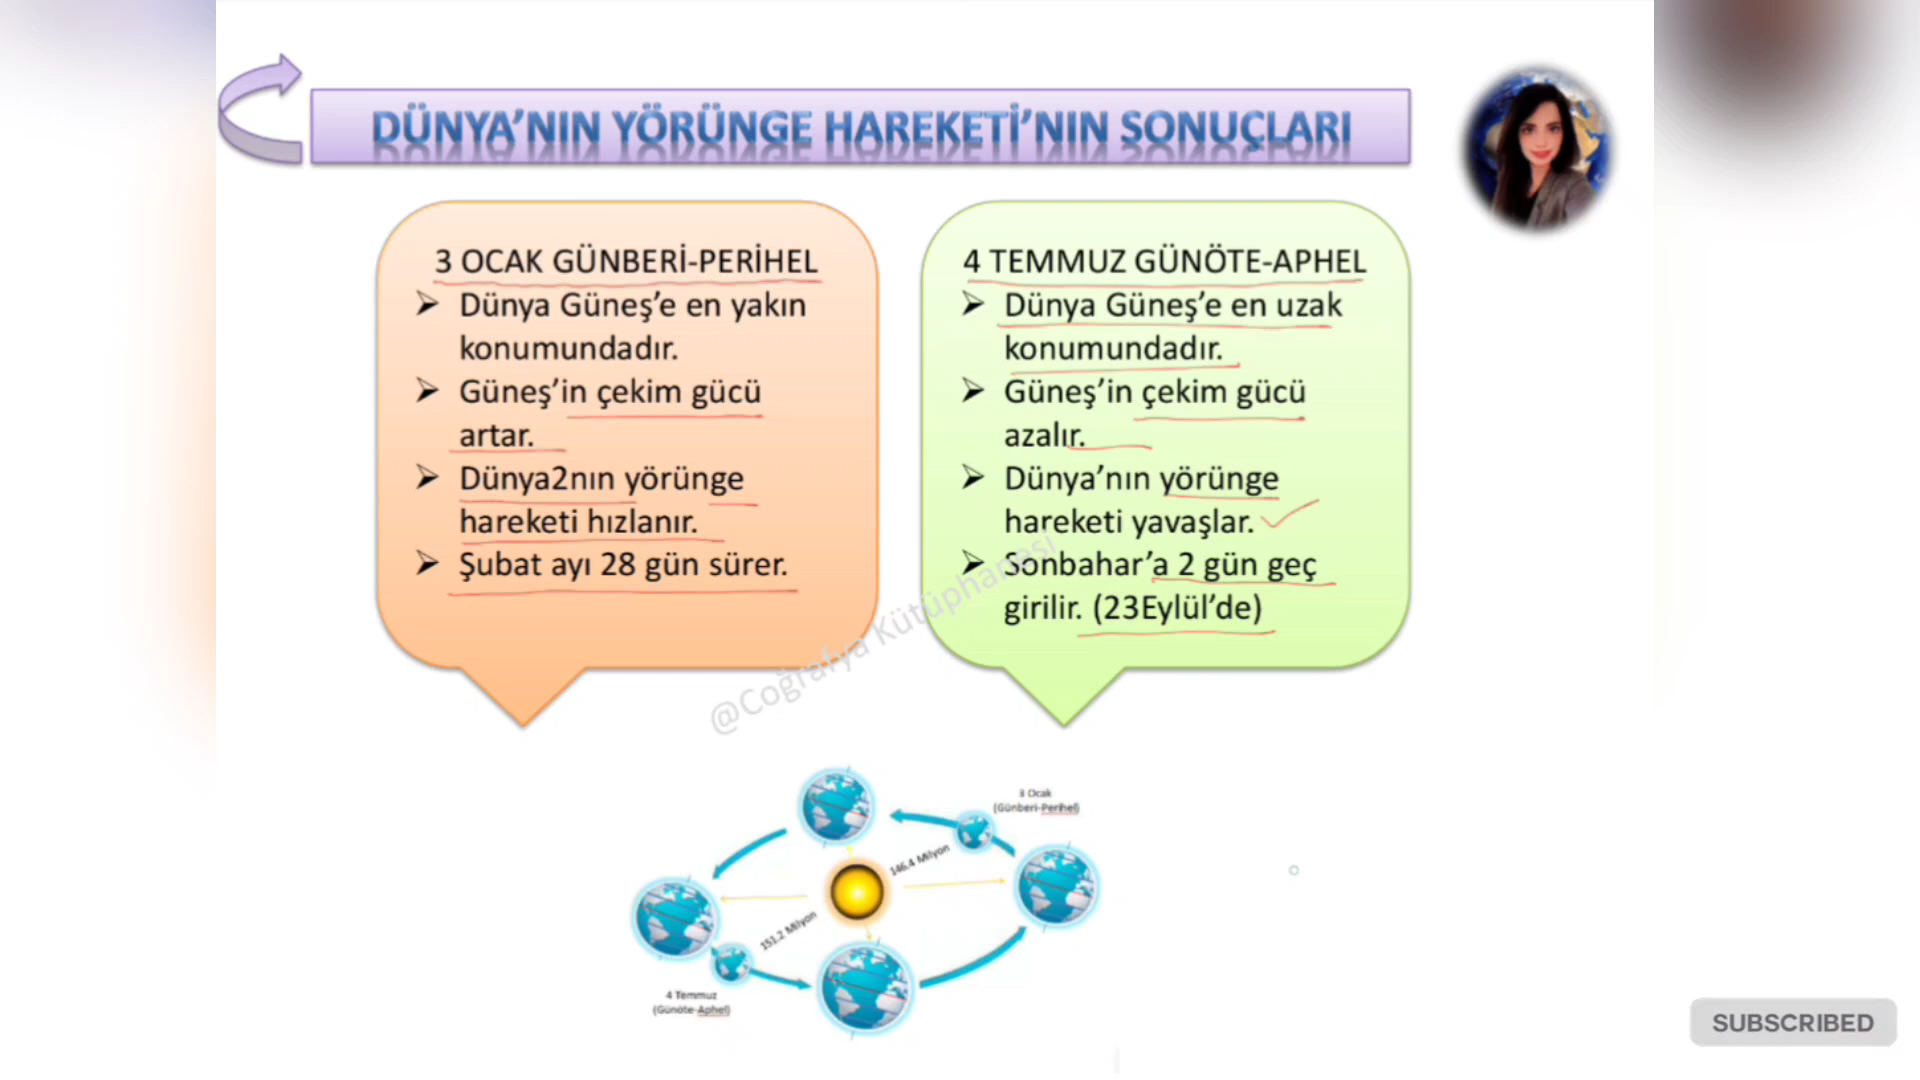 DÜNYA’NIN YÖRÜNGE HAREKETİ’NIN SONUÇLARI
3 OCAK GÜNBERİ-PERİHEL
Dünya Güneş’e en yakın
konumundadır.
Güneş’in çekim gücü
artar.
Dünya2nın yörünge
hareketi hızlanır.
Şubat ayı 28 gün sürer.
4 TEMMUZ GÜNÖTE-APHEL
Dünya Güneş’e en uzak
konumundadır.
Güneş’in çekim gücü
azalır.
Dünya’nın yörünge
hareketi yavaşlar.
Sonbahar’a 2 gün geç
girilir. (23Eylül’de)
@Coğrafya Kütüphanesi
3 Ocak
(Günberi-Perihel)
146.4 Milyon
151.2 Milyon
4 Temmuz
(Günöte-Aphel)
SUBSCRIBED